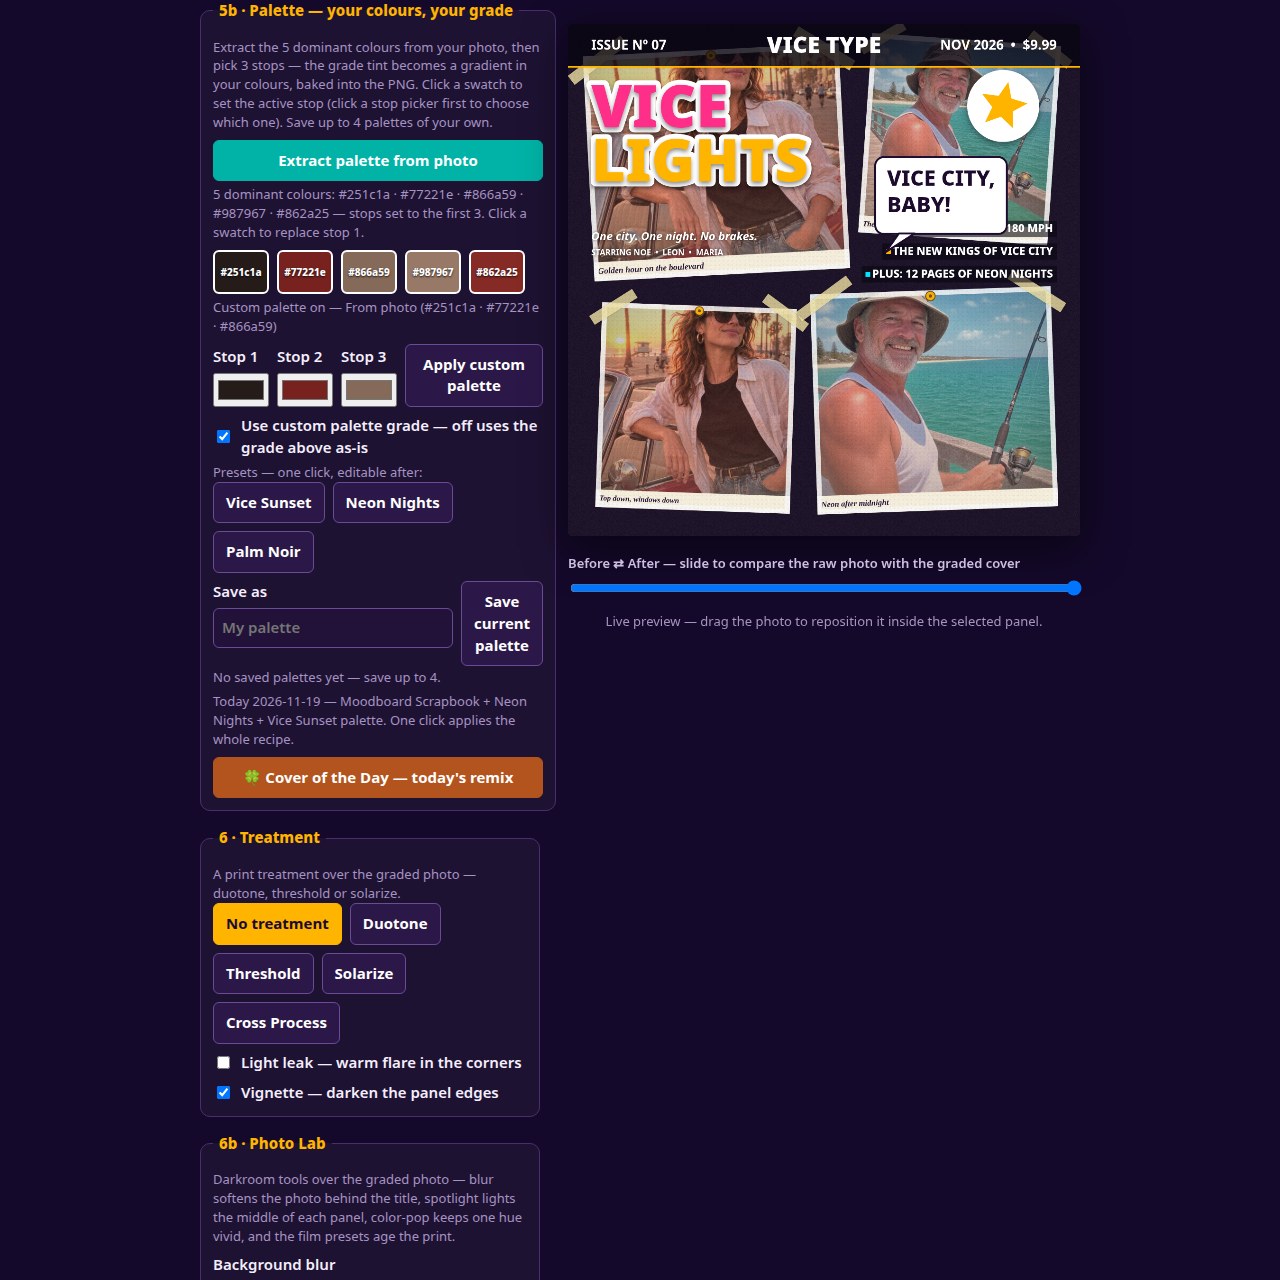 5b · Palette — your colours, your grade
Extract the 5 dominant colours from your photo, then
pick 3 stops — the grade tint becomes a gradient in
your colours, baked into the PNG. Click a swatch to
set the active stop (click a stop picker first to choose
which one). Save up to 4 palettes of your own.
Extract palette from photo
5 dominant colours: #251c1a · #77221e · #866a59 ·
#987967 · #862a25 — stops set to the first 3. Click a
swatch to replace stop 1.
#251c1a #77221e #866a59 #987967 #862a25
Custom palette on — From photo (#251c1a · #77221e
· #866a59)
Stop 1 Stop 2 Stop 3
Apply custom
palette
Use custom palette grade — off uses the
grade above as-is
Presets — one click, editable after:
Vice Sunset Neon Nights
Palm Noir
Save as
My palette
Save
current
palette
No saved palettes yet — save up to 4.
Today 2026-11-19 — Moodboard Scrapbook + Neon
Nights + Vice Sunset palette. One click applies the
whole recipe.
🍀 Cover of the Day — today's remix
6 · Treatment
A print treatment over the graded photo —
duotone, threshold or solarize.
No treatment Duotone
Threshold Solarize
Cross Process
Light leak — warm flare in the corners
Vignette — darken the panel edges
6b · Photo Lab
Darkroom tools over the graded photo — blur
softens the photo behind the title, spotlight lights
the middle of each panel, color-pop keeps one hue
vivid, and the film presets age the print.
Background blur
ISSUE Nº 07 VICE TYPE NOV 2026 • $9.99
VICE
LIGHTS
VICE CITY,
BABY!
One city. One night. No brakes.
STARRING NOE • LEON • MARIA
Golden hour on the boulevard
The
180 MPH
THE NEW KINGS OF VICE CITY
PLUS: 12 PAGES OF NEON NIGHTS
Top down, windows down
Neon after midnight
Before ⇄ After — slide to compare the raw photo with the graded cover
Live preview — drag the photo to reposition it inside the selected panel.